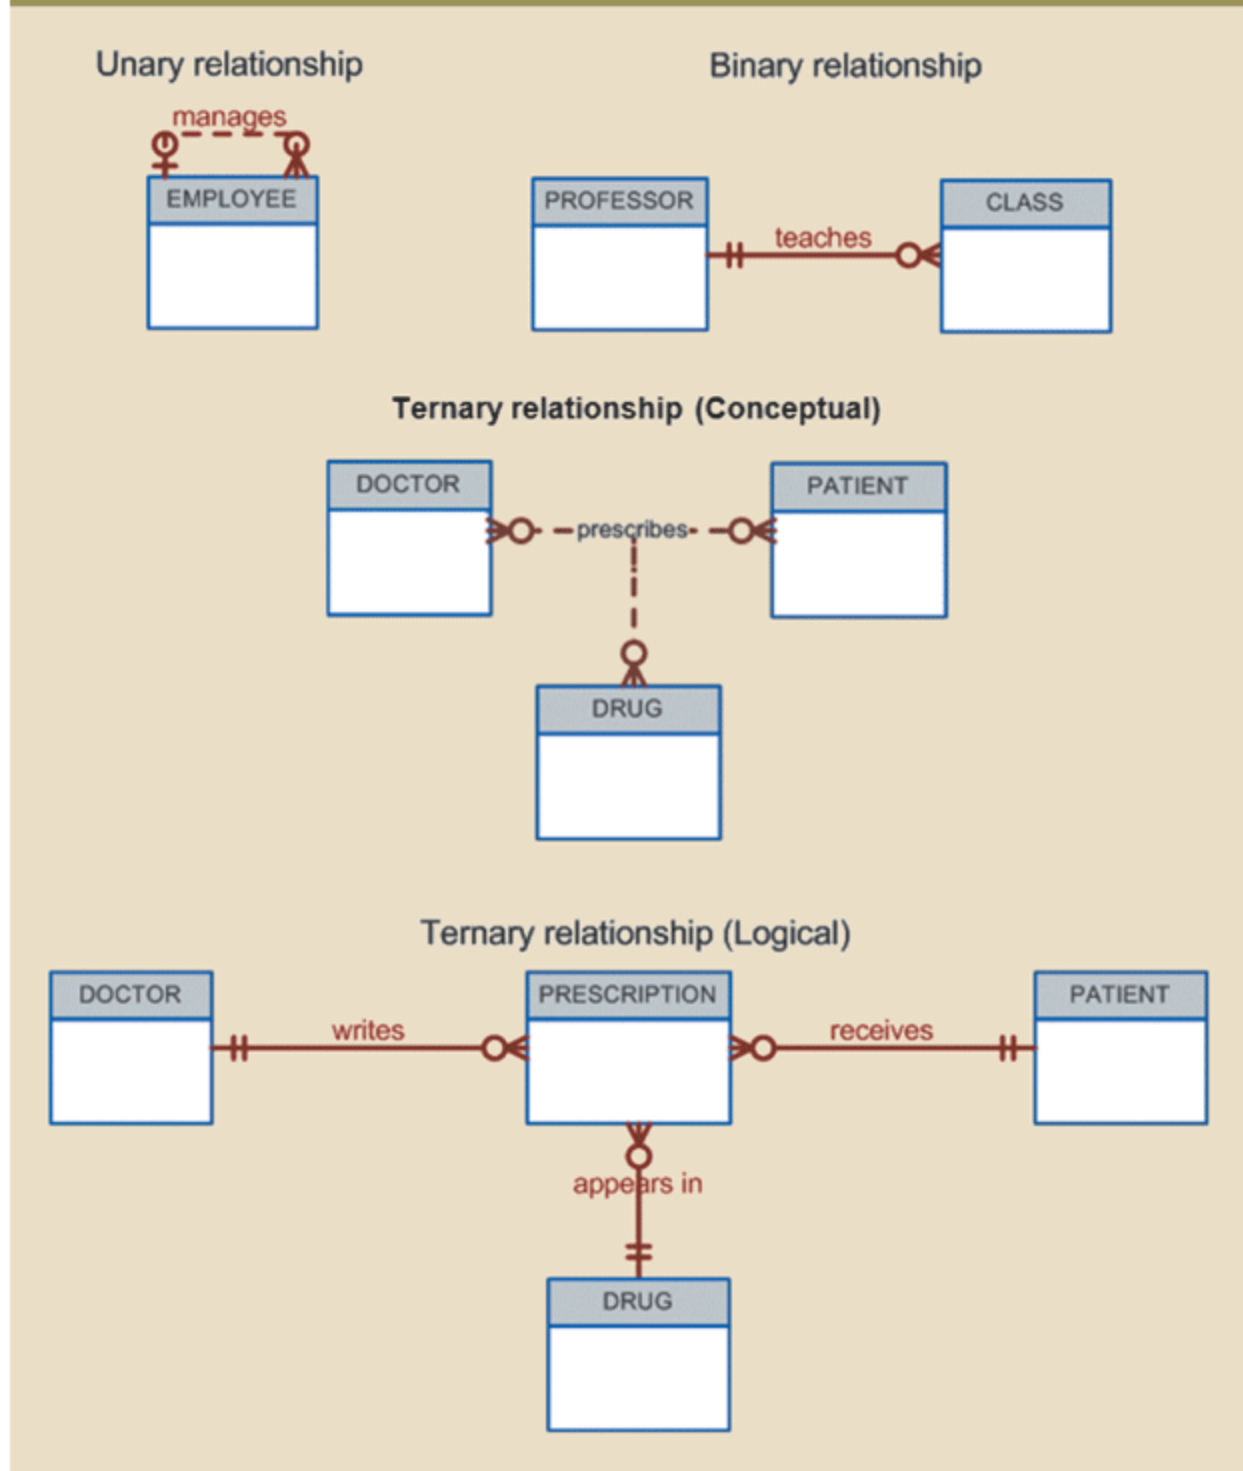 Unary relationship
Binary relationship
manages
EMPLOYEE
PROFESSOR
CLASS
teaches
Ternary relationship (Conceptual)
DOCTOR
PATIENT
prescribes
DRUG
Ternary relationship (Logical)
DOCTOR
PRESCRIPTION
PATIENT
writes
receives
appears in
DRUG